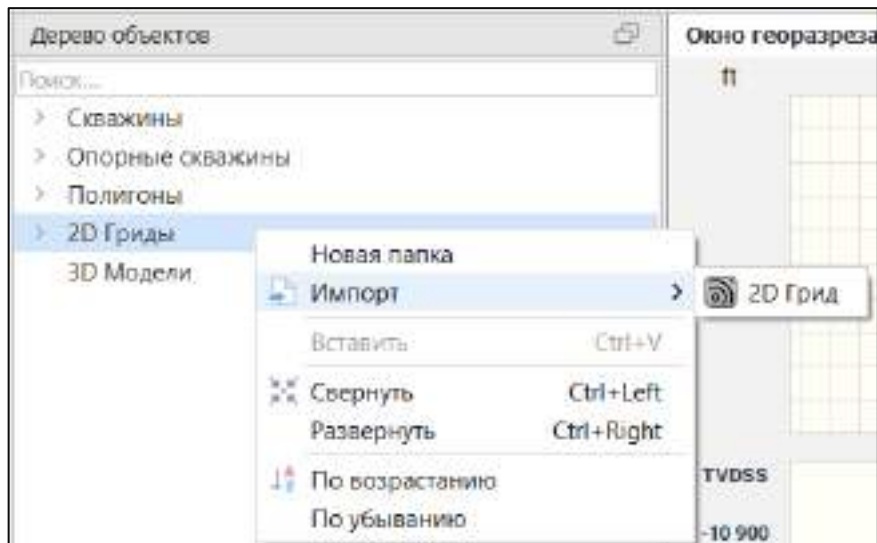 Дерево объектов
Окно георазреза
Поиск...
ft
Скважины
Опорные скважины
Полигоны
2D Гриды
3D Модели
Новая папка
Импорт
2D Грид
Вставить Ctrl+V
Свернуть Ctrl+Left
Развернуть Ctrl+Right
По возрастанию
По убыванию
TVDSS
-10 900